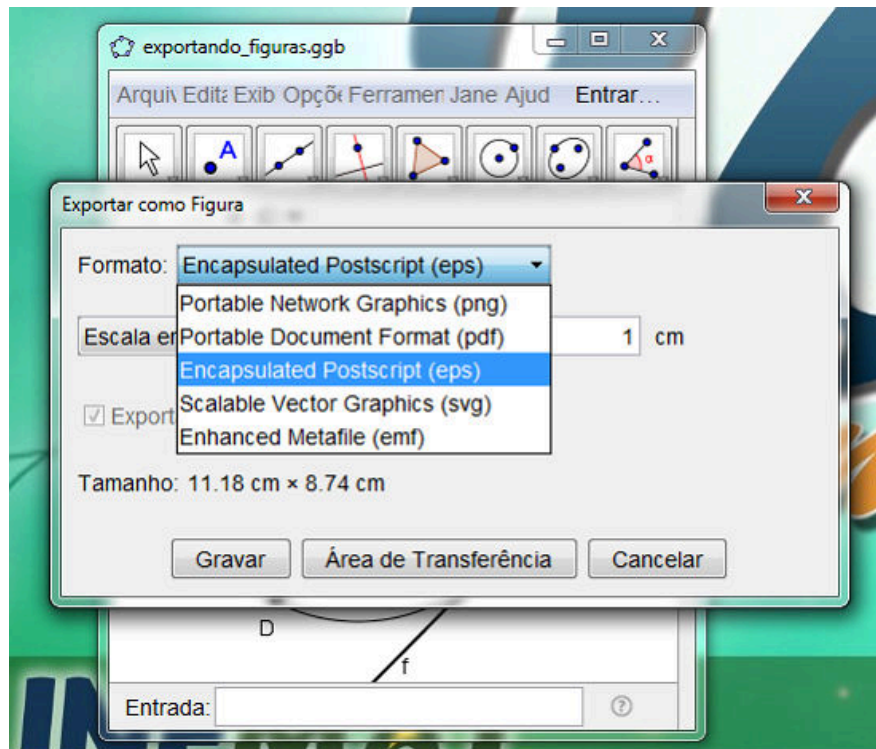 exportando_figuras.ggb
Arquiv Edita Exib Opçõe Ferramen Jane Ajud Entrar...
A
α
Exportar como Figura
Formato: Encapsulated Postscript (eps)
Portable Network Graphics (png)
Escala en Portable Document Format (pdf) 1 cm
Encapsulated Postscript (eps)
Scalable Vector Graphics (svg)
Export
Enhanced Metafile (emf)
Tamanho: 11.18 cm × 8.74 cm
Gravar Área de Transferência Cancelar
D
f
Entrada: